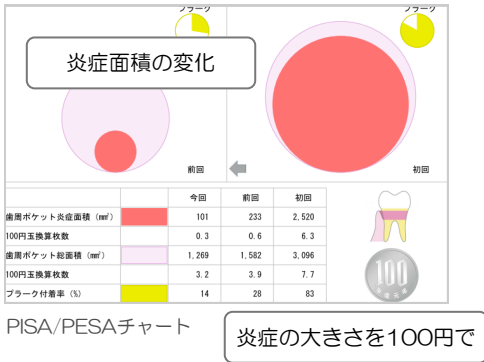 プラーク
プラーク
炎症面積の変化
前回
初回
今回 前回 初回
歯周ポケット炎症面積 (㎟) 101 233 2,520
100円玉換算枚数 0.3 0.6 6.3
歯周ポケット総面積 (㎟) 1,269 1,582 3,096
100円玉換算枚数 3.2 3.9 7.7
プラーク付着率 (%) 14 28 83
100
PISA/PESAチャート
炎症の大きさを100円で